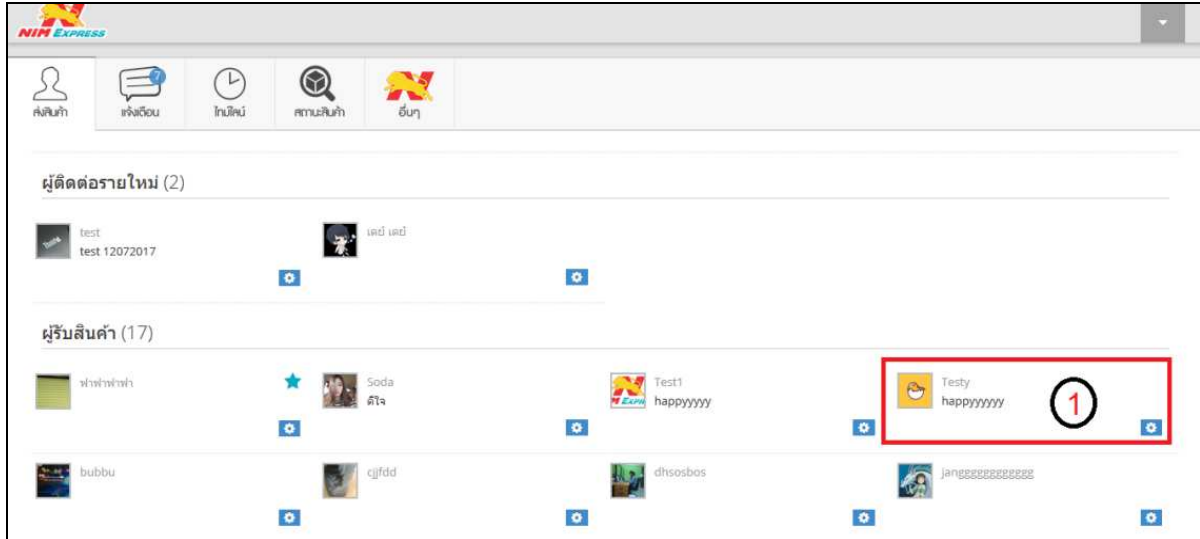 NIM EXPRESS
7
ส่งสินค้า
แจ้งเตือน
ไทม์ไลน์
สถานะสินค้า
อื่นๆ
ผู้ติดต่อรายใหม่ (2)
test
test 12072017
เตย์ เตย์
ผู้รับสินค้า (17)
ฟาฟาฟาฟา
Soda
ดีใจ
Test1
happyyyyy
Testy
happyyyyyy
1
bubbu
cjjfdd
dhsosbos
janggggggggggggg